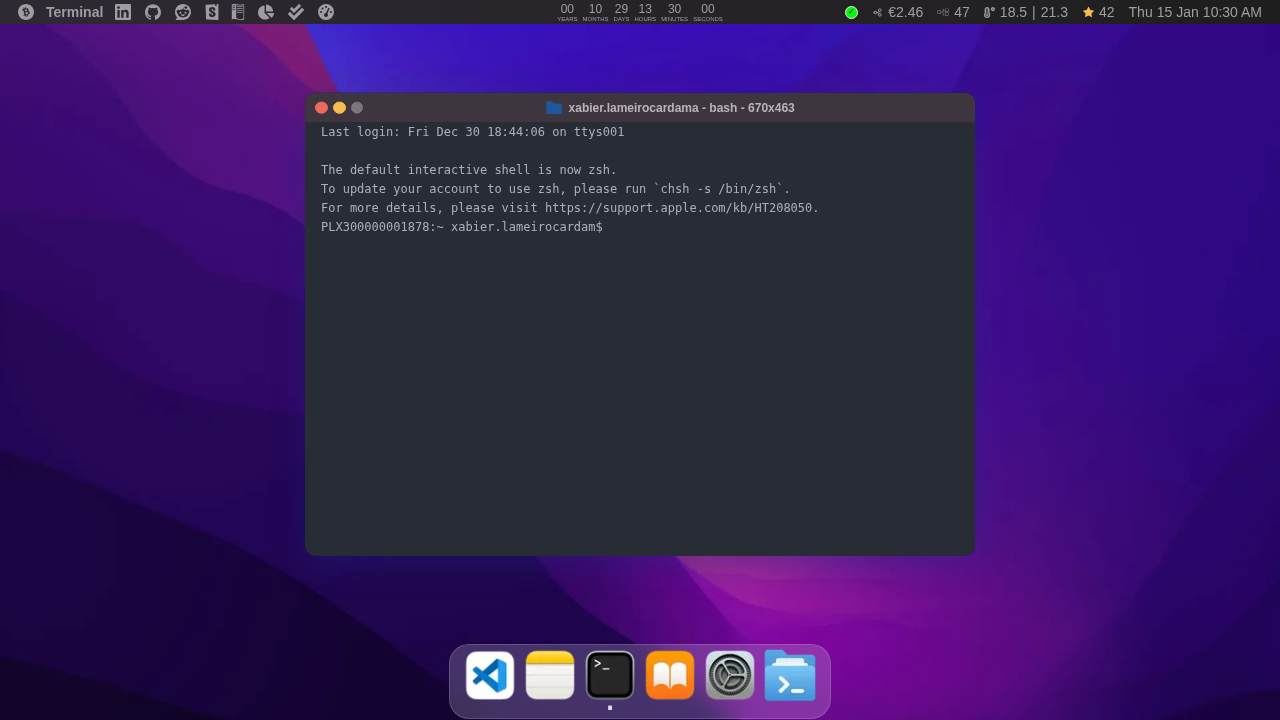 Terminal
00 10 29 13 30 00
YEARS MONTHS DAYS HOURS MINUTES SECONDS
€2.46 47 18.5 | 21.3 42 Thu 15 Jan 10:30 AM
xabier.lameirocardama - bash - 670x463
Last login: Fri Dec 30 18:44:06 on ttys001
The default interactive shell is now zsh.
To update your account to use zsh, please run `chsh -s /bin/zsh`.
For more details, please visit https://support.apple.com/kb/HT208050.
PLX300000001878:~ xabier.lameirocardam$